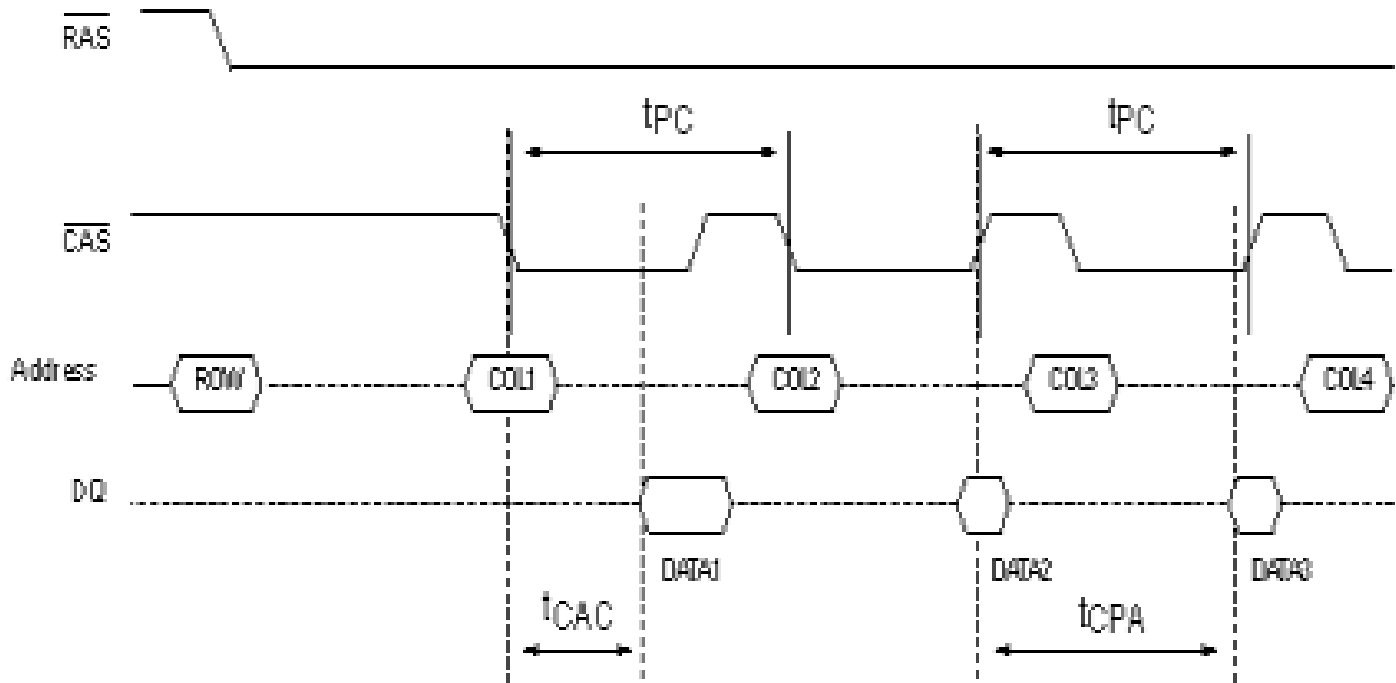 RAS
tPC tPC
CAS
Address ROW COL1 COL2 COL3 COL4
DQ
DATA1 DATA2 DATA3
tCAC tCPA